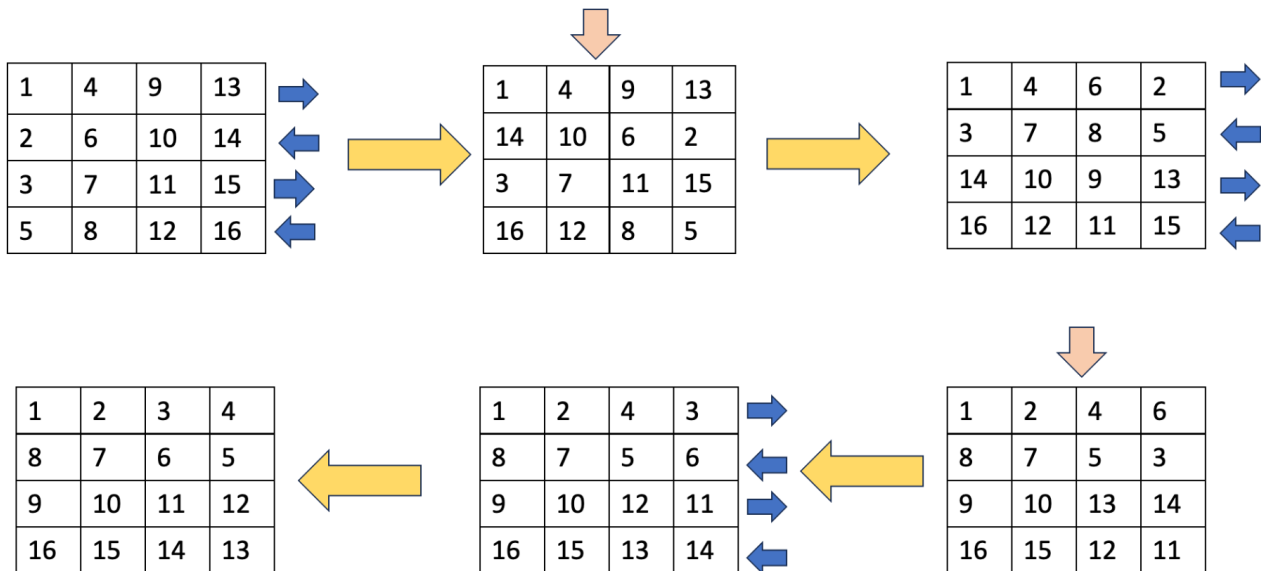 1 4 9 13
2 6 10 14
3 7 11 15
5 8 12 16
1 4 9 13
14 10 6 2
3 7 11 15
16 12 8 5
1 4 6 2
3 7 8 5
14 10 9 13
16 12 11 15
1 2 3 4
8 7 6 5
9 10 11 12
16 15 14 13
1 2 4 3
8 7 5 6
9 10 12 11
16 15 13 14
1 2 4 6
8 7 5 3
9 10 13 14
16 15 12 11